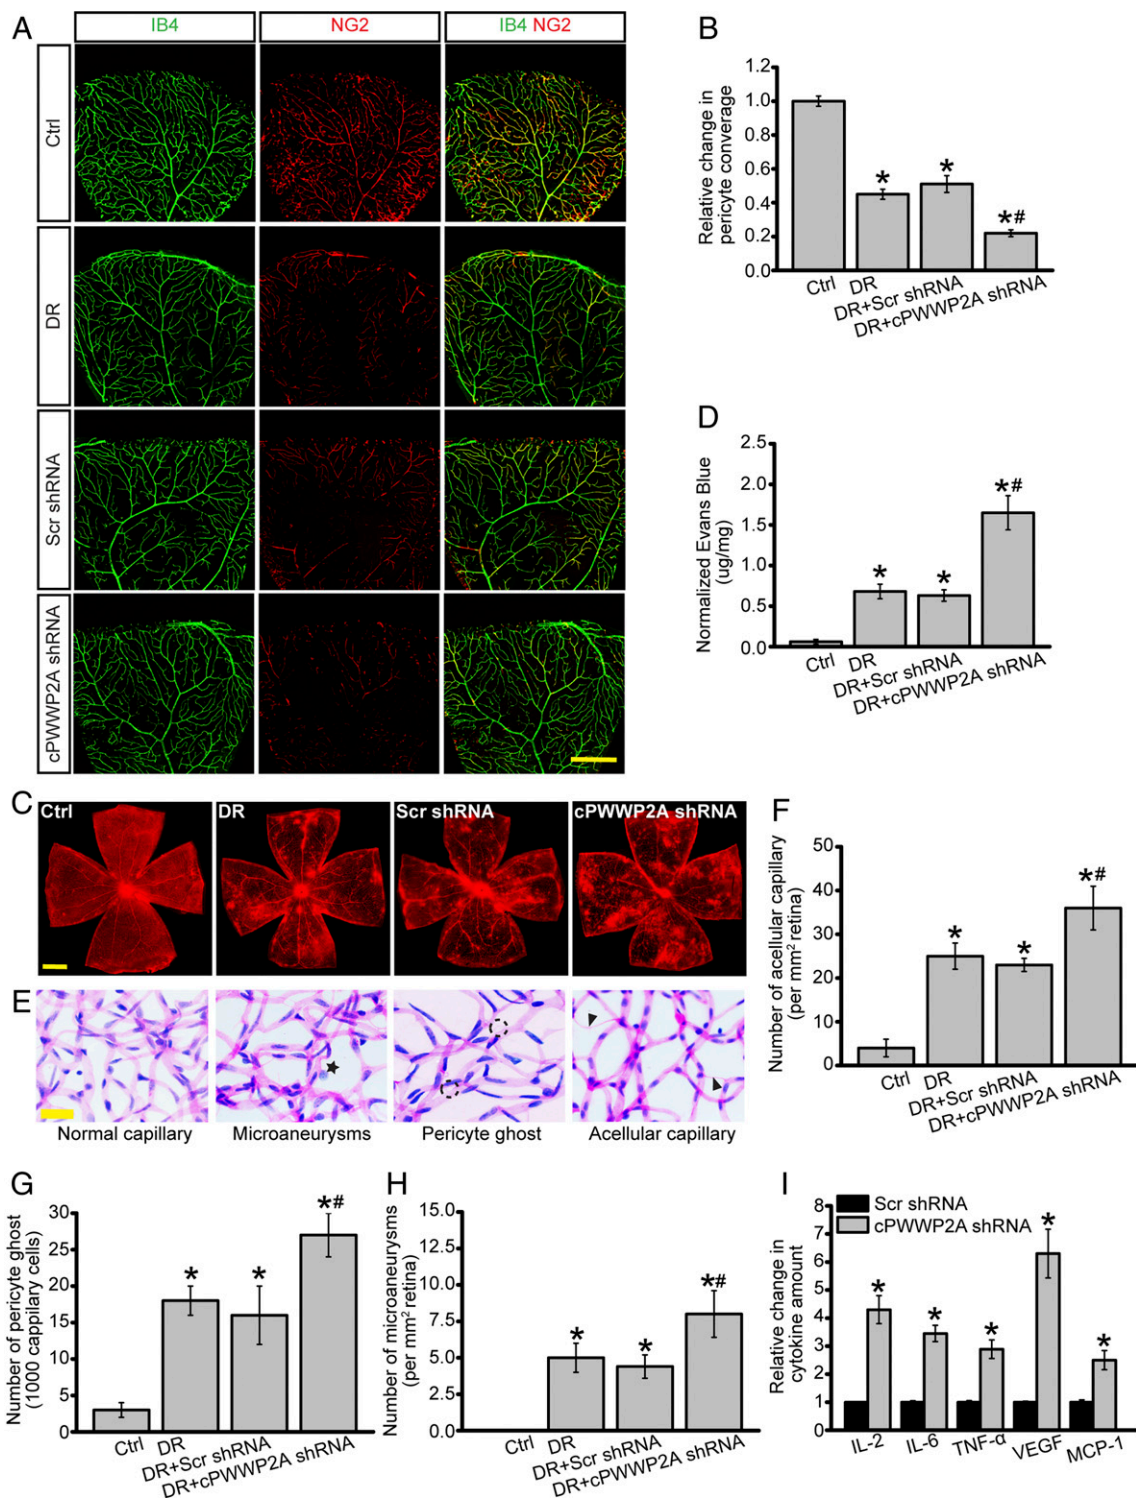 A
IB4
NG2
IB4 NG2
Ctrl
DR
Scr shRNA
cPWWP2A shRNA
B
Relative change in
pericyte converage
1.2
1.0
0.8
0.6
0.4
0.2
0.0
*
*
*#
Ctrl
DR
DR+Scr shRNA
DR+cPWWP2A shRNA
D
Normalized Evans Blue
(ug/mg)
2.5
2.0
1.5
1.0
0.5
0.0
*
*
*#
Ctrl
DR
DR+Scr shRNA
DR+cPWWP2A shRNA
C
Ctrl
DR
Scr shRNA
cPWWP2A shRNA
E
Normal capillary
Microaneurysms
Pericyte ghost
Acellular capillary
F
Number of acellular capillary
(per mm² retina)
50
40
30
20
10
0
*
*
*#
Ctrl
DR
DR+Scr shRNA
DR+cPWWP2A shRNA
G
Number of pericyte ghost
(1000 cappilary cells)
30
25
20
15
10
5
0
*
*
*#
Ctrl
DR
DR+Scr shRNA
DR+cPWWP2A shRNA
H
Number of microaneurysms
(per mm² retina)
15.0
12.5
10.0
7.5
5.0
2.5
0.0
*
*
*#
Ctrl
DR
DR+Scr shRNA
DR+cPWWP2A shRNA
I
Relative change in
cytokine amount
8
7
6
4
3
2
1
0
Scr shRNA
cPWWP2A shRNA
*
*
*
*
*
IL-2
IL-6
TNF-α
VEGF
MCP-1